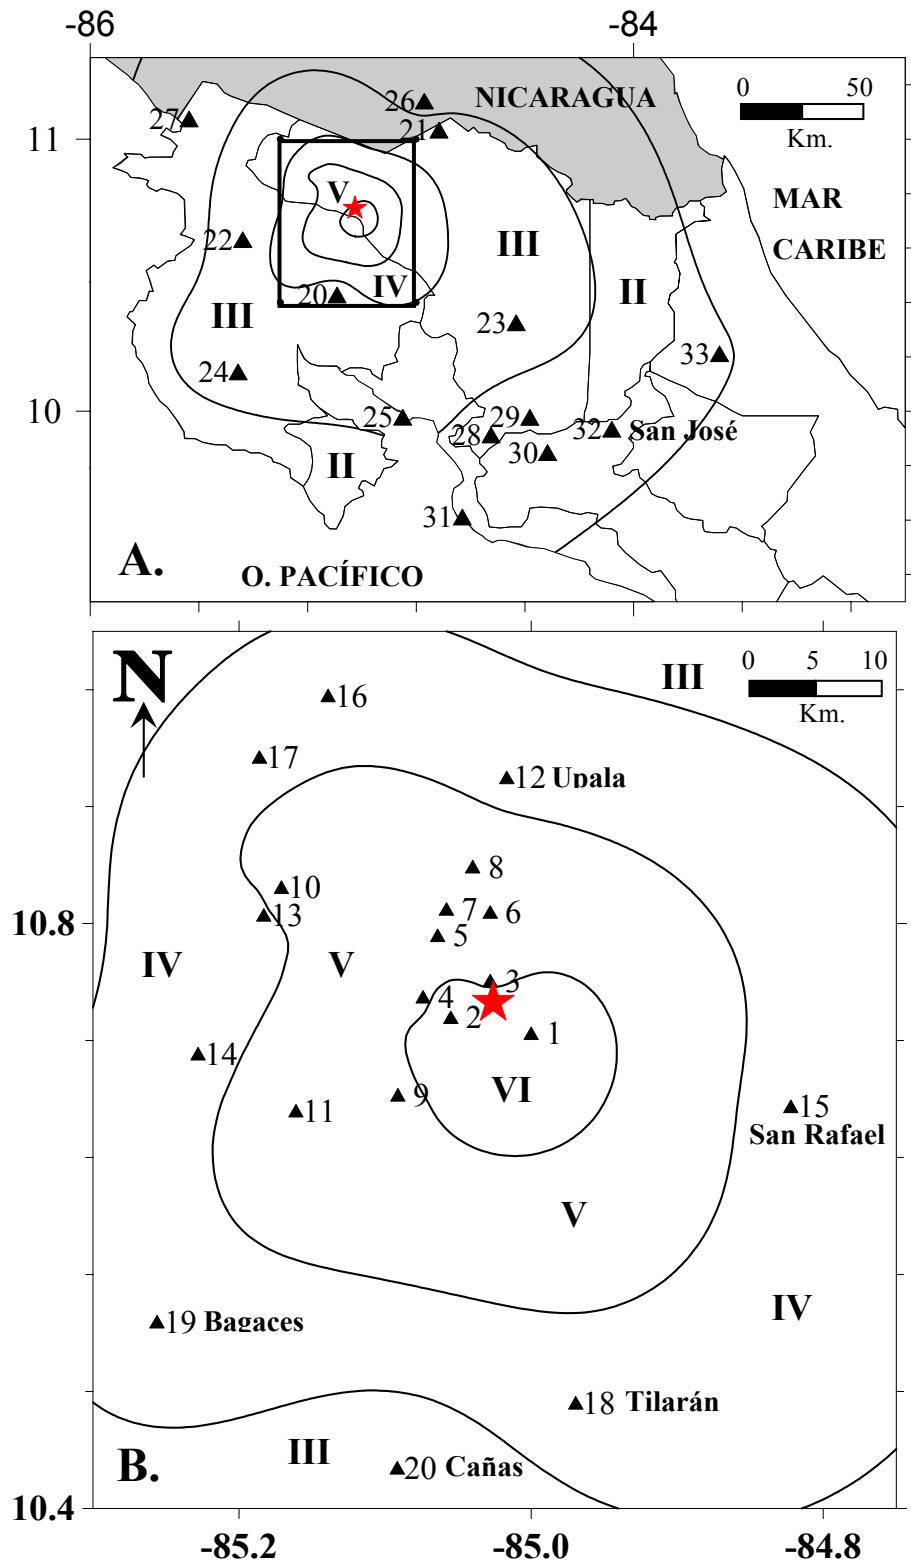 -86 -84
0 50
Km.
26 NICARAGUA
27
21
11
MAR
CARIBE
V
22
III
IV
II
20
III
23
33
24
10
25
29
28
32 San José
30
II
31
A.
O. PACÍFICO
N
III
0 5 10
Km.
16
17
12 Upala
8
10
7 6
13
10.8
5
IV
V
3
4
2
1
14
VI
9
11
15
San Rafael
V
IV
19 Bagaces
18 Tilarán
III
B.
20 Cañas
10.4
-85.2 -85.0 -84.8